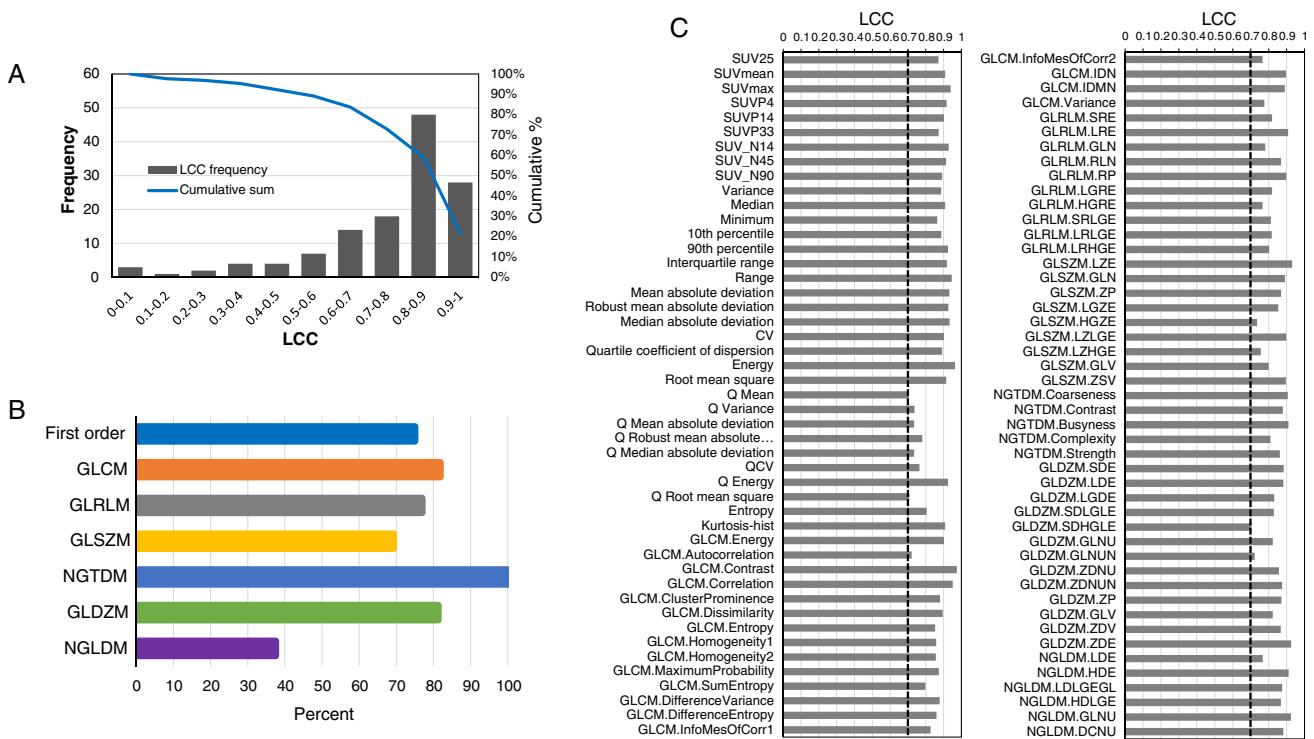 A
Frequency
60
50
40
30
20
10
0
100%
90%
80%
70%
60%
50%
40%
30%
20%
10%
0%
Cumulative %
LCC frequency
Cumulative sum
0-0.1
0.1-0.2
0.2-0.3
0.3-0.4
0.4-0.5
0.5-0.6
0.6-0.7
0.7-0.8
0.8-0.9
0.9-1
LCC
B
First order
GLCM
GLRLM
GLSZM
NGTDM
GLDZM
NGLDM
0 10 20 30 40 50 60 70 80 90 100
Percent
C
LCC
0 0.1 0.2 0.3 0.4 0.5 0.6 0.7 0.8 0.9 1
SUV25
SUVmean
SUVmax
SUVP4
SUVP14
SUVP33
SUV_N14
SUV_N45
SUV_N90
Variance
Median
Minimum
10th percentile
90th percentile
Interquartile range
Range
Mean absolute deviation
Robust mean absolute deviation
Median absolute deviation
CV
Quartile coefficient of dispersion
Energy
Root mean square
Q Mean
Q Variance
Q Mean absolute deviation
Q Robust mean absolute…
Q Median absolute deviation
QCV
Q Energy
Q Root mean square
Entropy
Kurtosis-hist
GLCM.Energy
GLCM.Autocorrelation
GLCM.Contrast
GLCM.Correlation
GLCM.ClusterProminence
GLCM.Dissimilarity
GLCM.Entropy
GLCM.Homogeneity1
GLCM.Homogeneity2
GLCM.MaximumProbability
GLCM.SumEntropy
GLCM.DifferenceVariance
GLCM.DifferenceEntropy
GLCM.InfoMesOfCorr1
LCC
0 0.1 0.2 0.3 0.4 0.5 0.6 0.7 0.8 0.9 1
GLCM.InfoMesOfCorr2
GLCM.IDN
GLCM.IDMN
GLCM.Variance
GLRLM.SRE
GLRLM.LRE
GLRLM.GLN
GLRLM.RLN
GLRLM.RP
GLRLM.LGRE
GLRLM.HGRE
GLRLM.SRLGE
GLRLM.LRLGE
GLRLM.LRHGE
GLSZM.LZE
GLSZM.GLN
GLSZM.ZP
GLSZM.LGZE
GLSZM.HGZE
GLSZM.LZLGE
GLSZM.LZHGE
GLSZM.GLV
GLSZM.ZSV
NGTDM.Coarseness
NGTDM.Contrast
NGTDM.Busyness
NGTDM.Complexity
NGTDM.Strength
GLDZM.SDE
GLDZM.LDE
GLDZM.LGDE
GLDZM.SDLGLE
GLDZM.SDHGLE
GLDZM.GLNU
GLDZM.GLNUN
GLDZM.ZDNU
GLDZM.ZDNUN
GLDZM.ZP
GLDZM.GLV
GLDZM.ZDV
GLDZM.ZDE
NGLDM.LDE
NGLDM.HDE
NGLDM.LDLGEGL
NGLDM.HDLGE
NGLDM.GLNU
NGLDM.DCNU